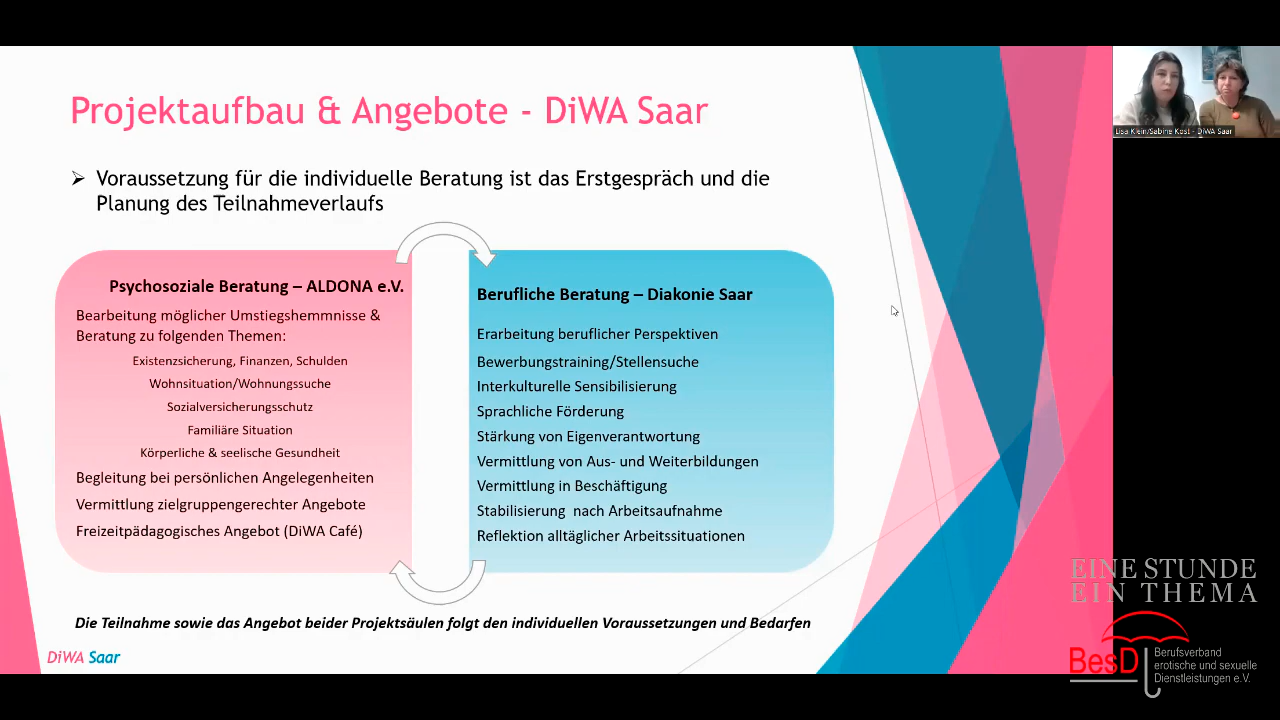 Projektaufbau & Angebote - DiWA Saar
Voraussetzung für die individuelle Beratung ist das Erstgespräch und die
Planung des Teilnahmeverlaufs
Psychosoziale Beratung – ALDONA e.V.
Bearbeitung möglicher Umstiegshemmnisse &
Beratung zu folgenden Themen:
Existenzsicherung, Finanzen, Schulden
Wohnsituation/Wohnungssuche
Sozialversicherungsschutz
Familiäre Situation
Körperliche & seelische Gesundheit
Begleitung bei persönlichen Angelegenheiten
Vermittlung zielgruppengerechter Angebote
Freizeitpädagogisches Angebot (DiWA Café)
Berufliche Beratung – Diakonie Saar
Erarbeitung beruflicher Perspektiven
Bewerbungstraining/Stellensuche
Interkulturelle Sensibilisierung
Sprachliche Förderung
Stärkung von Eigenverantwortung
Vermittlung von Aus- und Weiterbildungen
Vermittlung in Beschäftigung
Stabilisierung nach Arbeitsaufnahme
Reflektion alltäglicher Arbeitssituationen
Die Teilnahme sowie das Angebot beider Projektsäulen folgt den individuellen Voraussetzungen und Bedarfen
DiWA Saar
Lisa Klein/Sabine Kost - DiWA Saar
EINE STUNDE
EIN THEMA
BesD
Berufsverband
erotische und sexuelle
Dienstleistungen e.V.